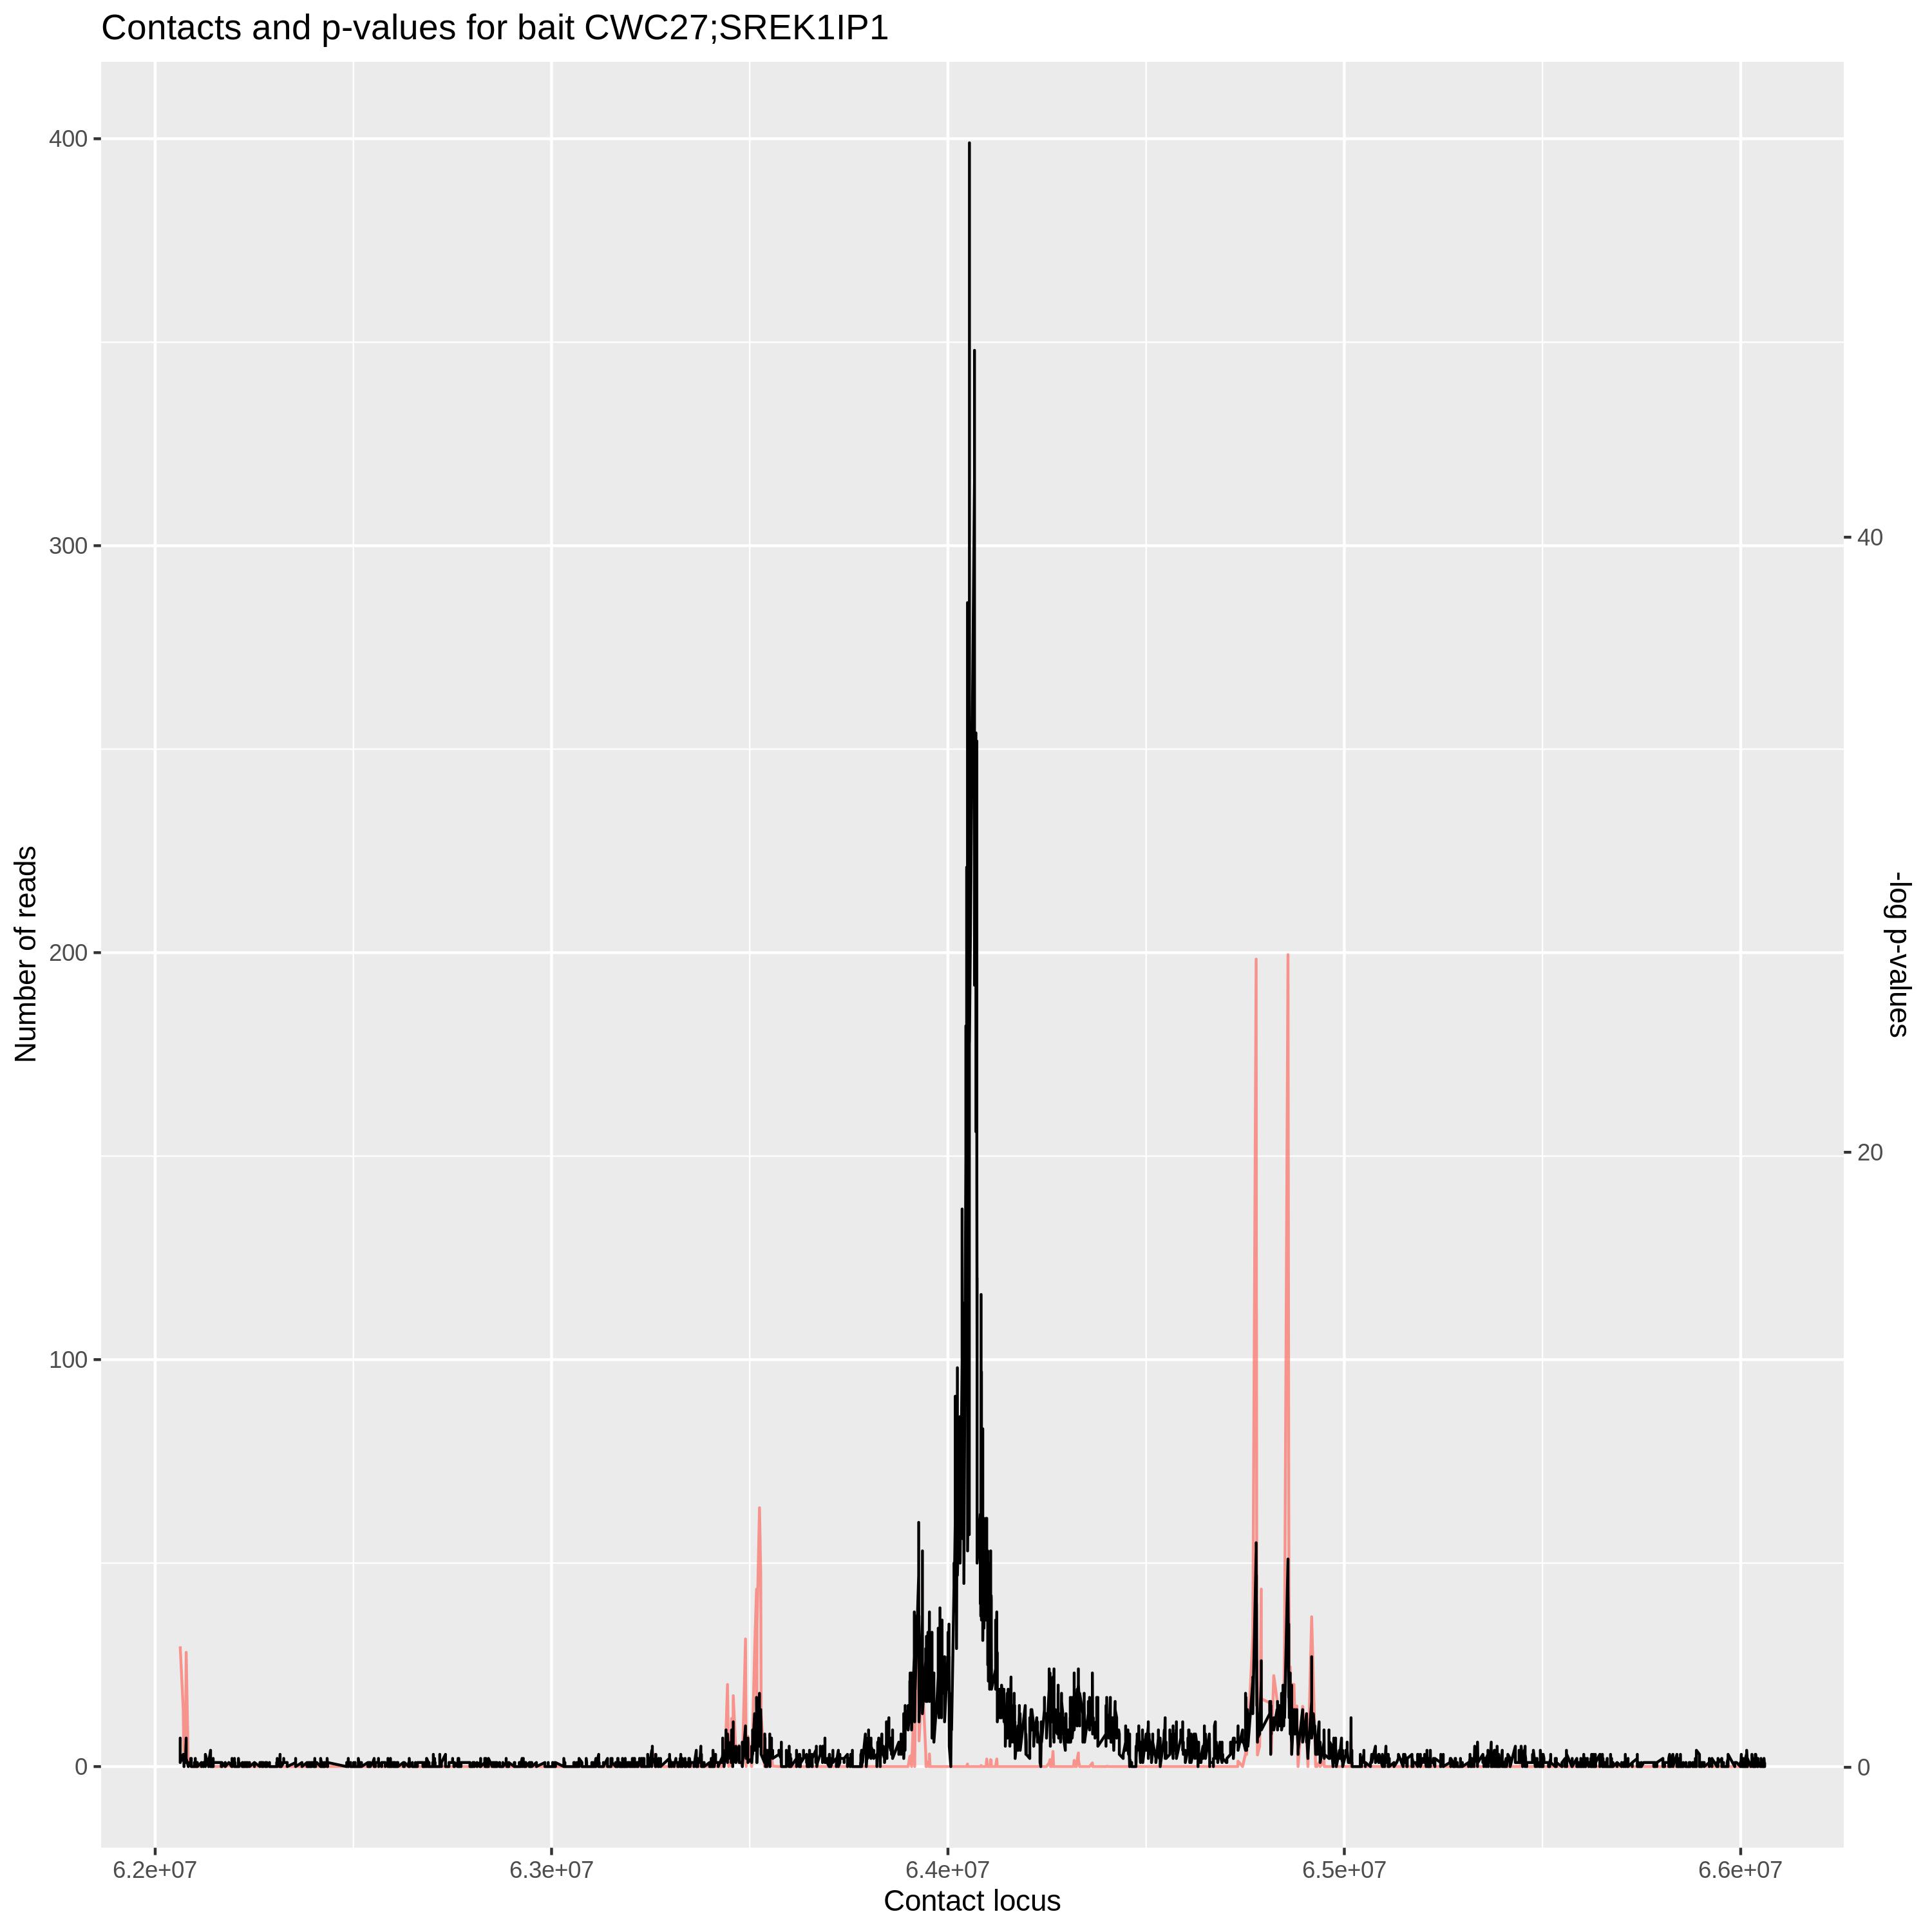 Contacts and p-values for bait CWC27;SREK1IP1
400
300
200
100
0
Number of reads
40
20
0
-log p-values
6.2e+07
6.3e+07
6.4e+07
6.5e+07
6.6e+07
Contact locus